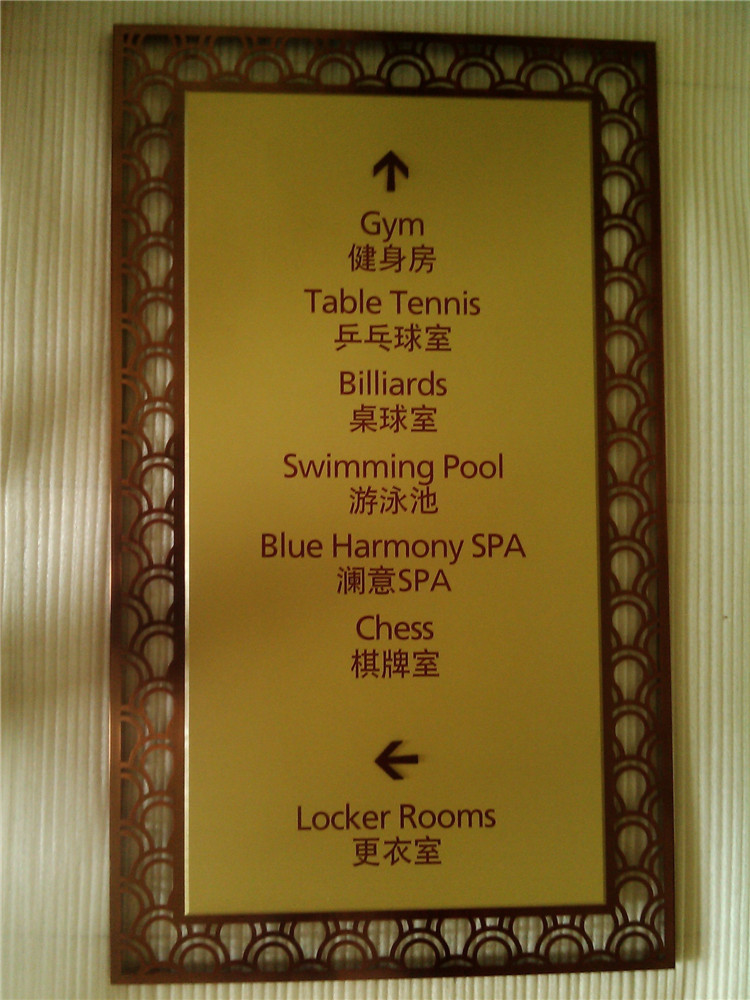 Gym
健身房
Table Tennis
乒乓球室
Billiards
桌球室
Swimming Pool
游泳池
Blue Harmony SPA
澜意SPA
Chess
棋牌室
Locker Rooms
更衣室